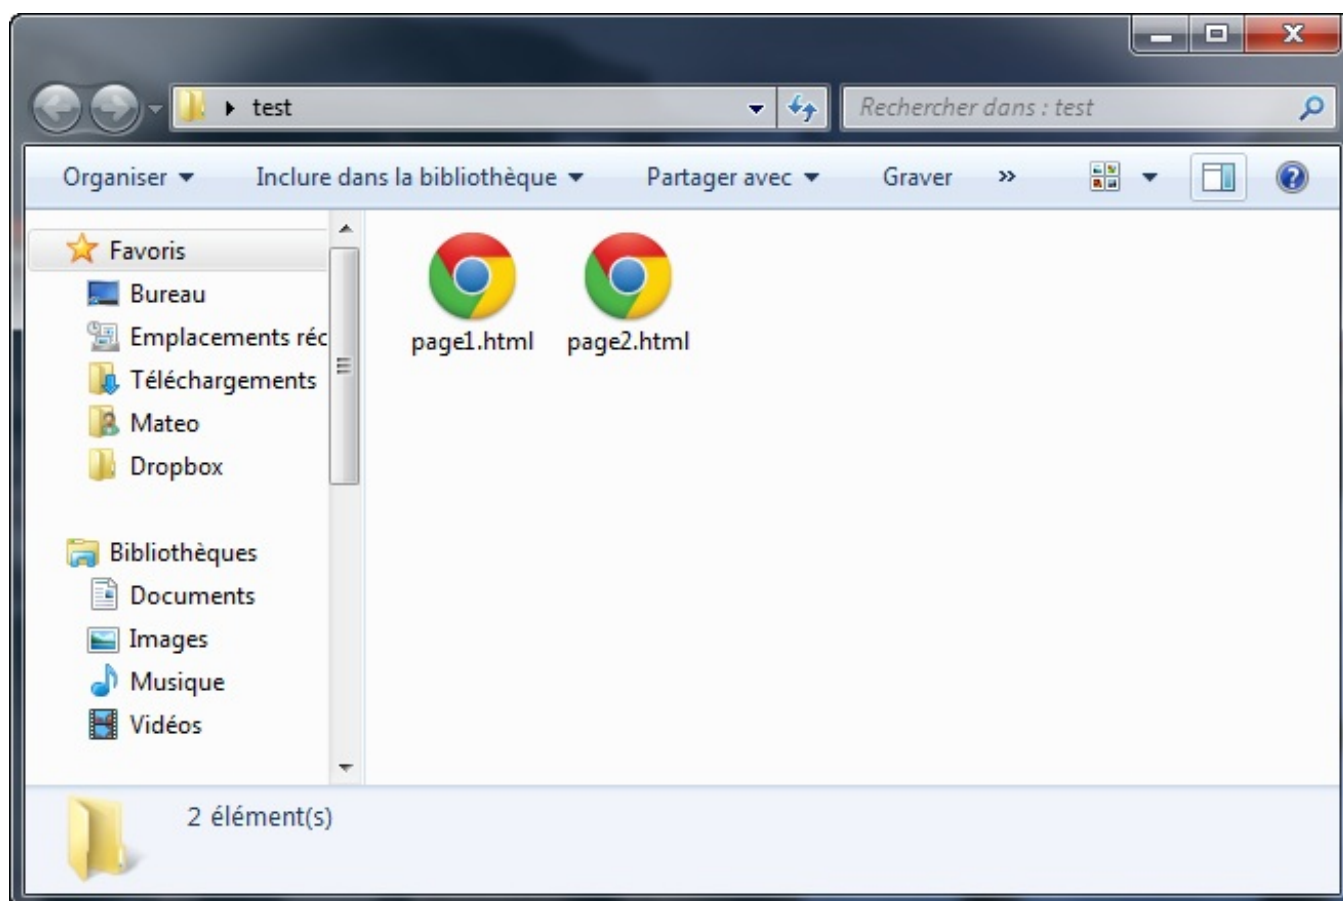 test
Rechercher dans : test
Organiser
Inclure dans la bibliothèque
Partager avec
Graver
»
Favoris
Bureau
Emplacements réc
Téléchargements
Mateo
Dropbox
Bibliothèques
Documents
Images
Musique
Vidéos
page1.html
page2.html
2 élément(s)